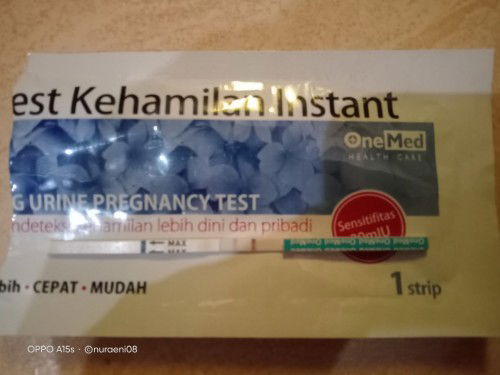 est Kehamilan Instant
OneMed
HEALTH CARE
G URINE PREGNANCY TEST
ndeteksi Kehamilan lebih dini dan pribadi
Sensitifitas
mIU
MAX
MAX
bih • CEPAT • MUDAH
1 strip
OPPO A15s · ©nuraeni08